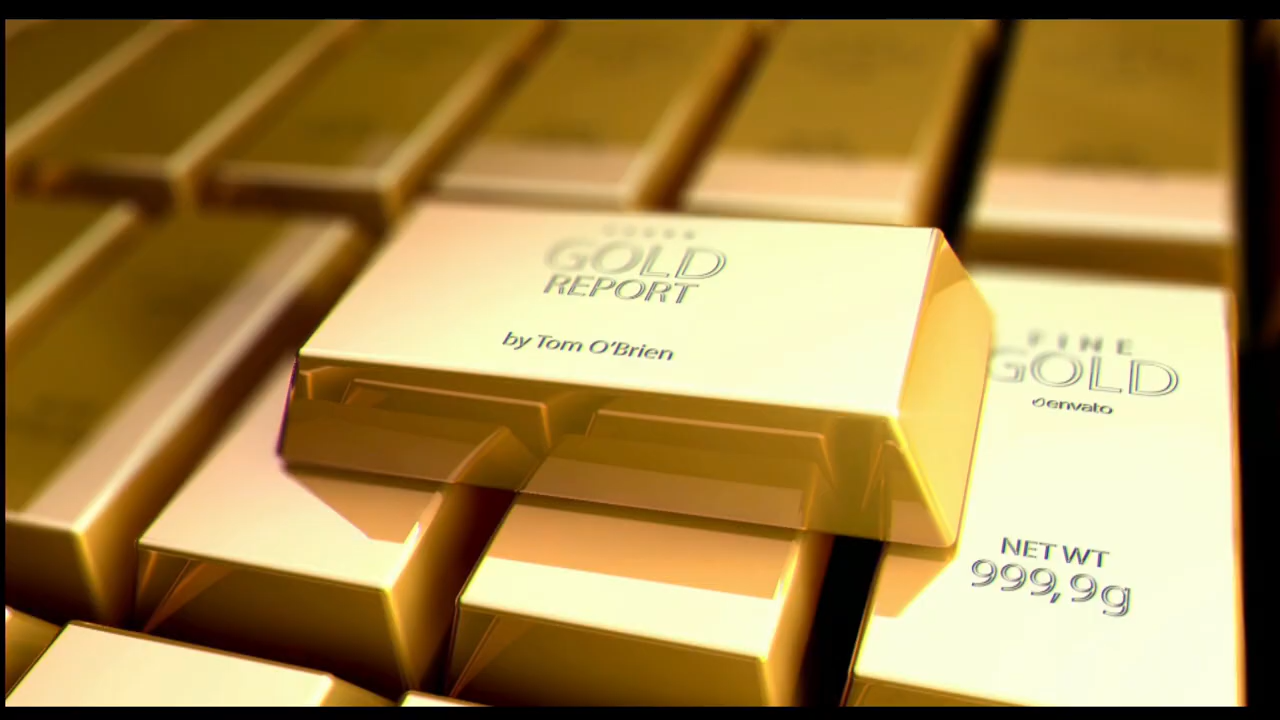 GOLD
REPORT
by Tom O'Brien
FINE
GOLD
envato
NET WT
999,9g